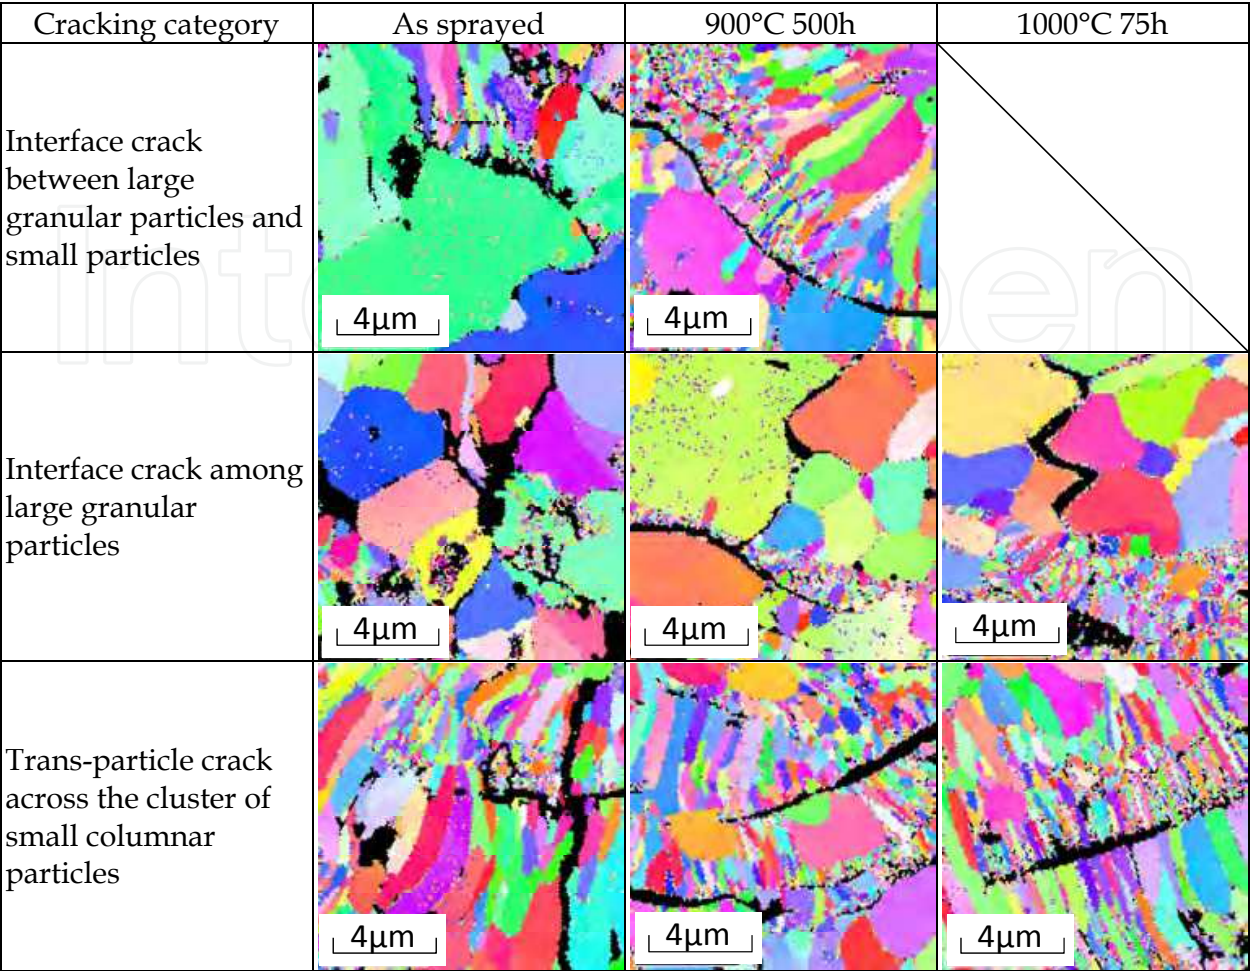 Cracking category
As sprayed
900°C 500h
1000°C 75h
Interface crack
between large
granular particles and
small particles
4μm
4μm
Interface crack among
large granular
particles
4μm
4μm
4μm
Trans-particle crack
across the cluster of
small columnar
particles
4μm
4μm
4μm